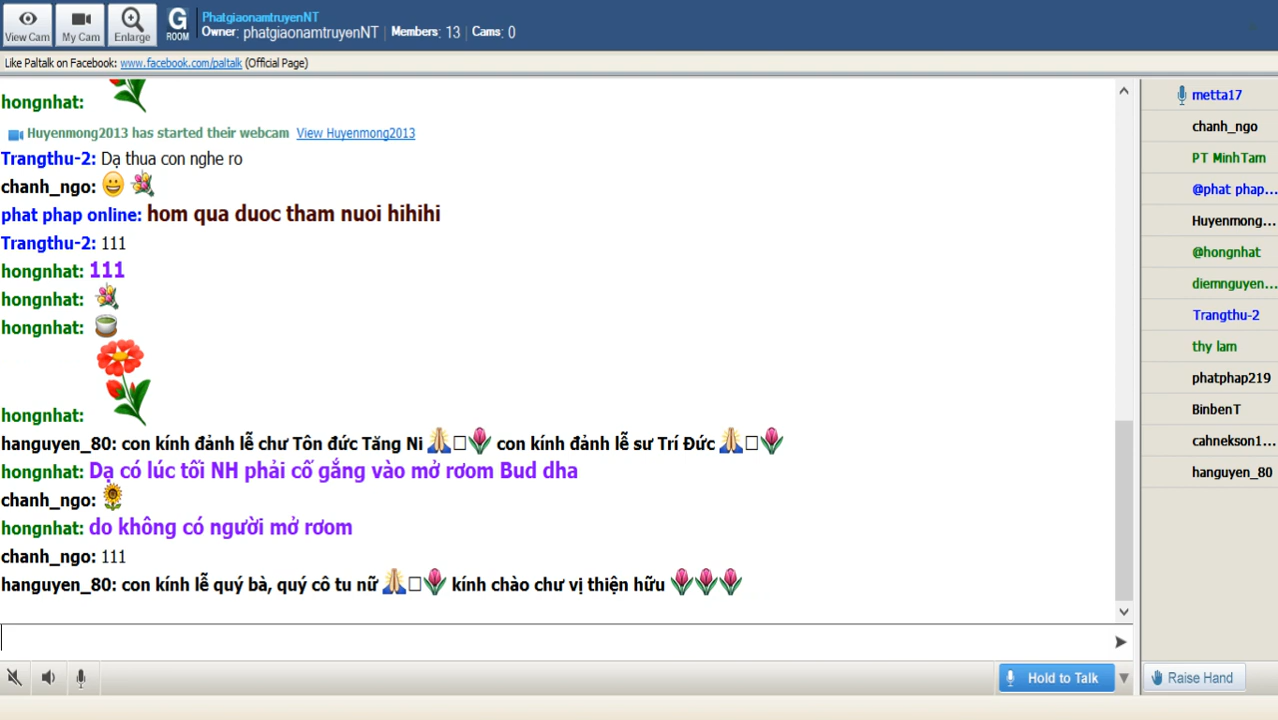 View Cam
My Cam
Enlarge
G
ROOM
PhatgiaonamtruyenNT
Owner: phatgiaonamtruyenNT | Members: 13 | Cams: 0
Like Paltalk on Facebook: www.facebook.com/paltalk (Official Page)
hongnhat:
Huyenmong2013 has started their webcam View Huyenmong2013
Trangthu-2: Dạ thua con nghe ro
chanh_ngo:
phat phap online: hom qua duoc tham nuoi hihihi
Trangthu-2: 111
hongnhat: 111
hongnhat:
hongnhat:
hongnhat:
hanguyen_80: con kính đảnh lễ chư Tôn đức Tăng Ni 🙏 🌷 con kính đảnh lễ sư Trí Đức 🙏 🌷
hongnhat: Dạ có lúc tối NH phải cố gắng vào mở rơom Bud dha
chanh_ngo:
hongnhat: do không có người mở rơom
chanh_ngo: 111
hanguyen_80: con kính lễ quý bà, quý cô tu nữ 🙏 🌷 kính chào chư vị thiện hữu 🌷🌷🌷
metta17
chanh_ngo
PT MinhTam
@phat phap...
Huyenmong...
@hongnhat
diemnguyen...
Trangthu-2
thy lam
phatphap219
BinbenT
cahnekson1...
hanguyen_80
Hold to Talk
Raise Hand